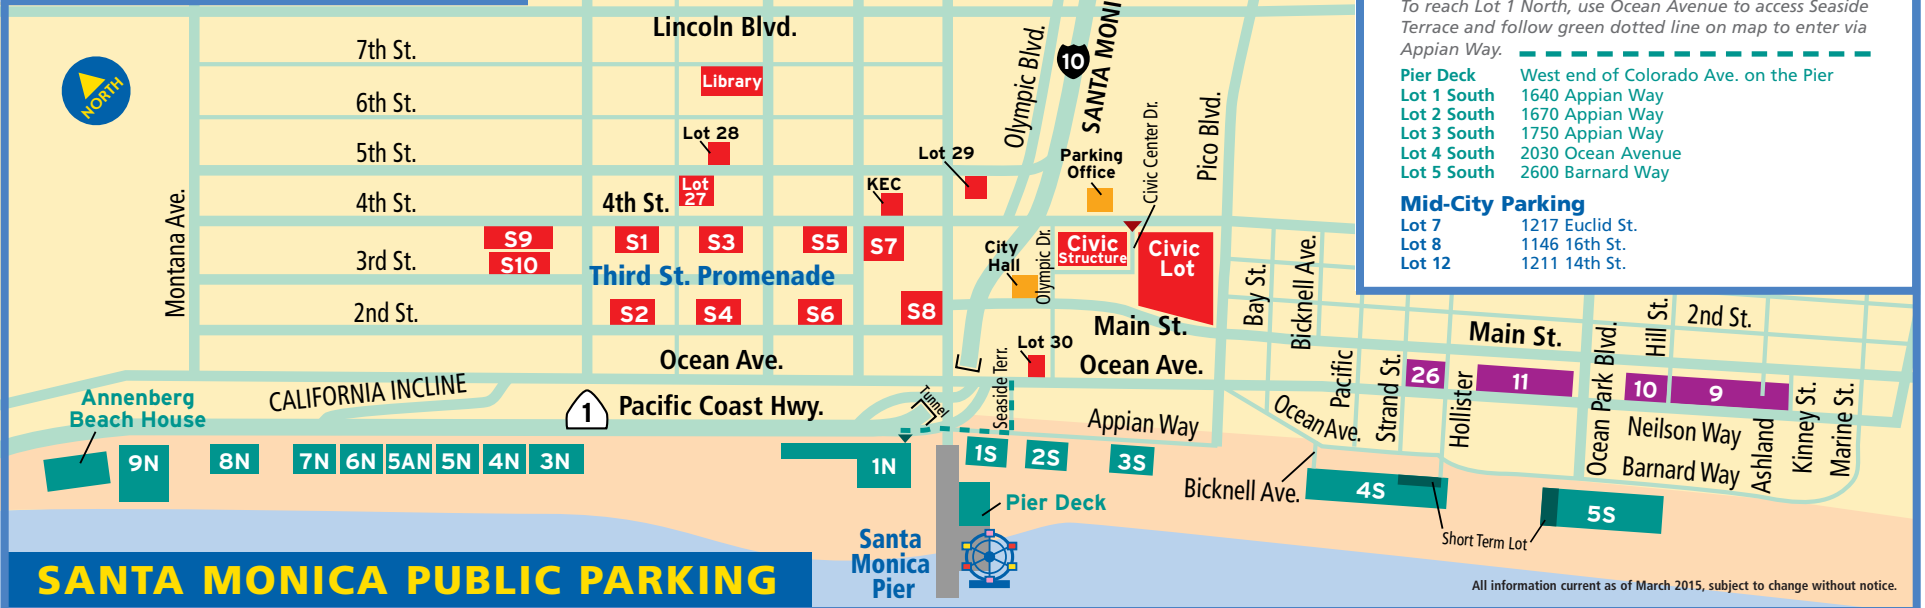 To reach Lot 1 North, use Ocean Avenue to access Seaside
Terrace and follow green dotted line on map to enter via
Appian Way.
Pier Deck West end of Colorado Ave. on the Pier
Lot 1 South 1640 Appian Way
Lot 2 South 1670 Appian Way
Lot 3 South 1750 Appian Way
Lot 4 South 2030 Ocean Avenue
Lot 5 South 2600 Barnard Way
Mid-City Parking
Lot 7 1217 Euclid St.
Lot 8 1146 16th St.
Lot 12 1211 14th St.
NORTH
Lincoln Blvd.
7th St.
Library
6th St.
Lot 28
5th St.
Lot 29
Lot
27
KEC
4th St.
4th St.
Montana Ave.
Olympic Blvd.
10
SANTA MONI
Parking
Office
Civic Center Dr.
Pico Blvd.
S9
S10
S1
S3
S5
S7
3rd St.
Third St. Promenade
City
Hall
Olympic Dr.
Civic
Structure
Civic
Lot
2nd St.
S2
S4
S6
S8
Bay St.
Bicknell Ave.
Main St.
Main St.
Hill St.
2nd St.
Ocean Ave.
Lot 30
Ocean Ave.
CALIFORNIA INCLINE
1
Pacific Coast Hwy.
Tunnel
Seaside Terr.
Appian Way
Ocean Ave.
Pacific
Strand St.
26
Hollister
11
Ocean Park Blvd.
10
9
Neilson Way
Barnard Way
Ashland
Kinney St.
Marine St.
Annenberg
Beach House
9N
8N
7N
6N
5AN
5N
4N
3N
1N
1S
2S
3S
Bicknell Ave.
4S
5S
Short Term Lot
Pier Deck
Santa
Monica
Pier
SANTA MONICA PUBLIC PARKING
All information current as of March 2015, subject to change without notice.